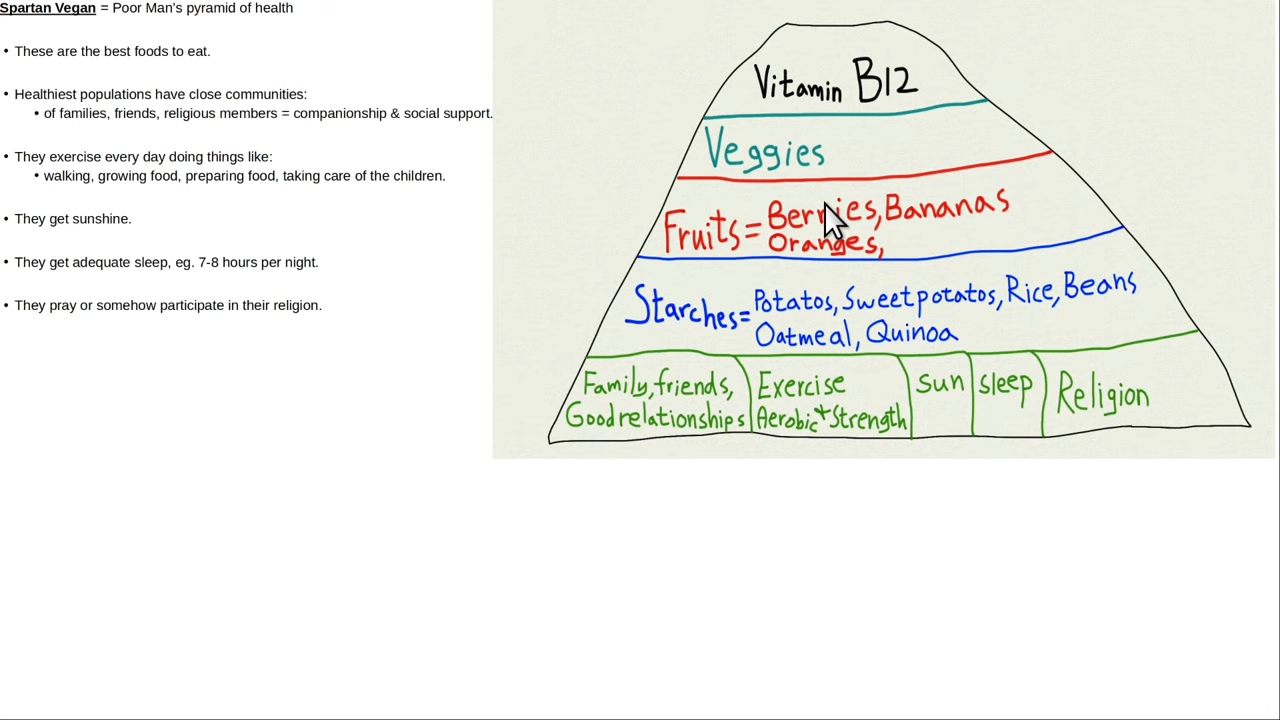 Spartan Vegan = Poor Man's pyramid of health
• These are the best foods to eat.
• Healthiest populations have close communities:
• of families, friends, religious members = companionship & social support.
• They exercise every day doing things like:
• walking, growing food, preparing food, taking care of the children.
• They get sunshine.
• They get adequate sleep, eg. 7-8 hours per night.
• They pray or somehow participate in their religion.
Vitamin B12
Veggies
Fruits = Berries, Bananas
Oranges,
Starches = Potatos, Sweet potatos, Rice, Beans
Oatmeal, Quinoa
Family, friends,
Good relationships
Exercise
Aerobic + Strength
Sun
Sleep
Religion